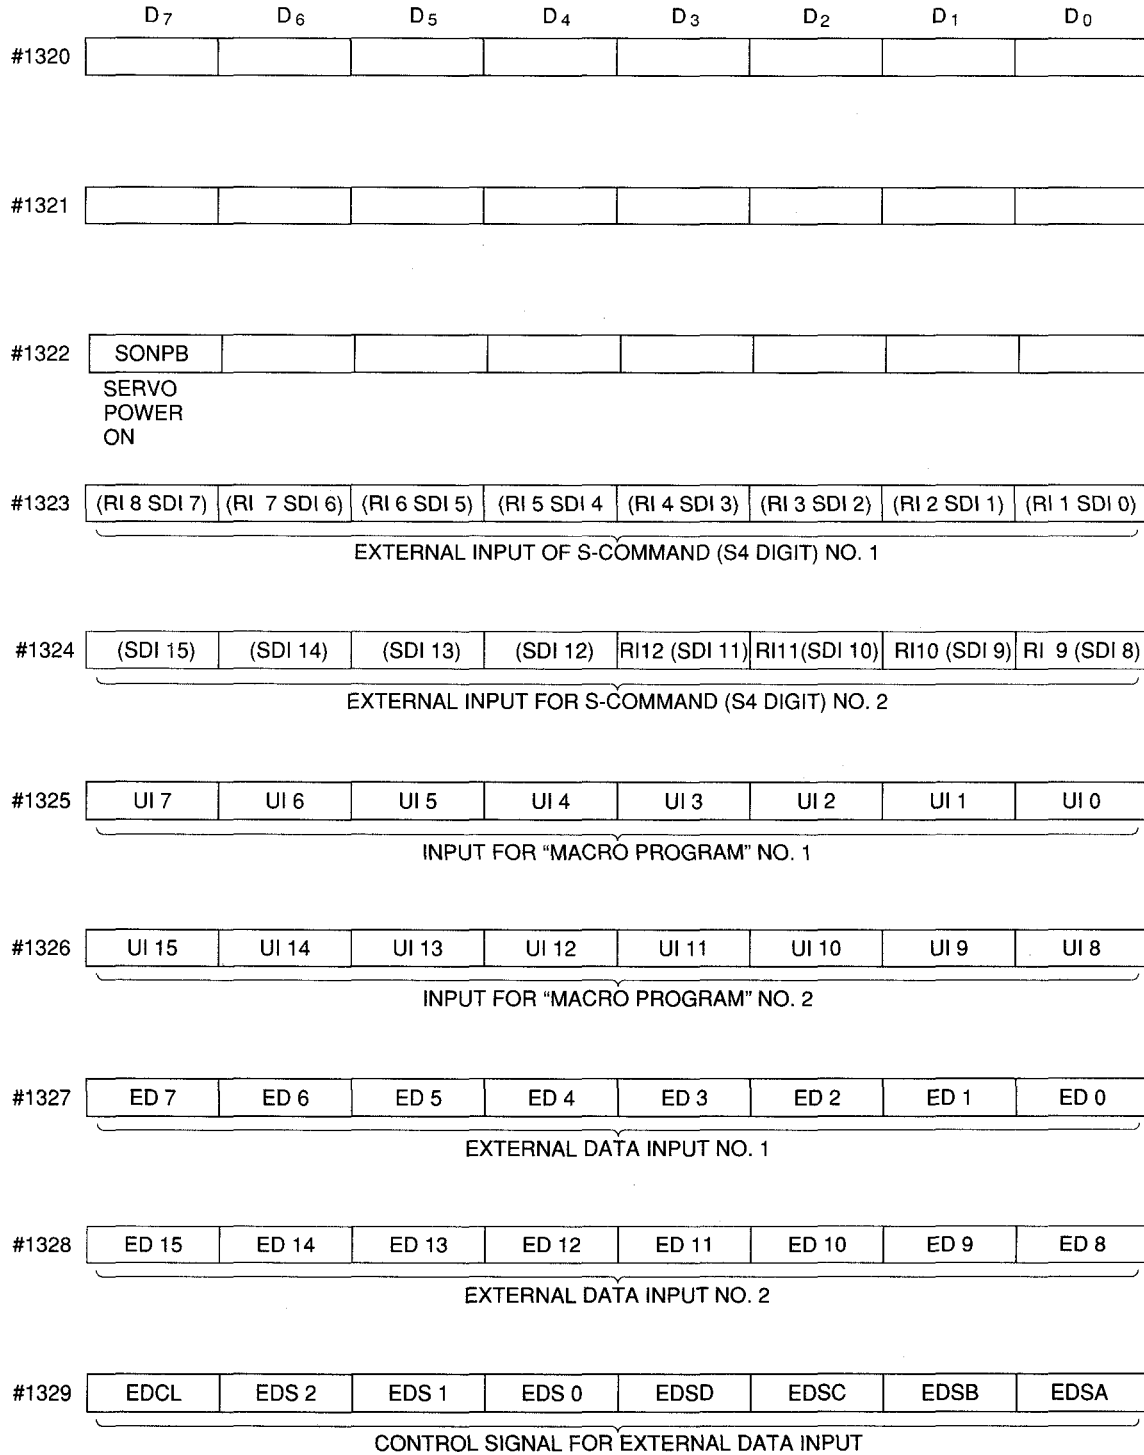 D7 D6 D5 D4 D3 D2 D1 D0
#1320
#1321
#1322 SONPB
SERVO
POWER
ON
#1323 (RI 8 SDI 7) (RI 7 SDI 6) (RI 6 SDI 5) (RI 5 SDI 4 (RI 4 SDI 3) (RI 3 SDI 2) (RI 2 SDI 1) (RI 1 SDI 0)
EXTERNAL INPUT OF S-COMMAND (S4 DIGIT) NO. 1
#1324 (SDI 15) (SDI 14) (SDI 13) (SDI 12) RI12 (SDI 11) RI11(SDI 10) RI10 (SDI 9) RI 9 (SDI 8)
EXTERNAL INPUT FOR S-COMMAND (S4 DIGIT) NO. 2
#1325 UI 7 UI 6 UI 5 UI 4 UI 3 UI 2 UI 1 UI 0
INPUT FOR “MACRO PROGRAM” NO. 1
#1326 UI 15 UI 14 UI 13 UI 12 UI 11 UI 10 UI 9 UI 8
INPUT FOR “MACRO PROGRAM” NO. 2
#1327 ED 7 ED 6 ED 5 ED 4 ED 3 ED 2 ED 1 ED 0
EXTERNAL DATA INPUT NO. 1
#1328 ED 15 ED 14 ED 13 ED 12 ED 11 ED 10 ED 9 ED 8
EXTERNAL DATA INPUT NO. 2
#1329 EDCL EDS 2 EDS 1 EDS 0 EDSD EDSC EDSB EDSA
CONTROL SIGNAL FOR EXTERNAL DATA INPUT